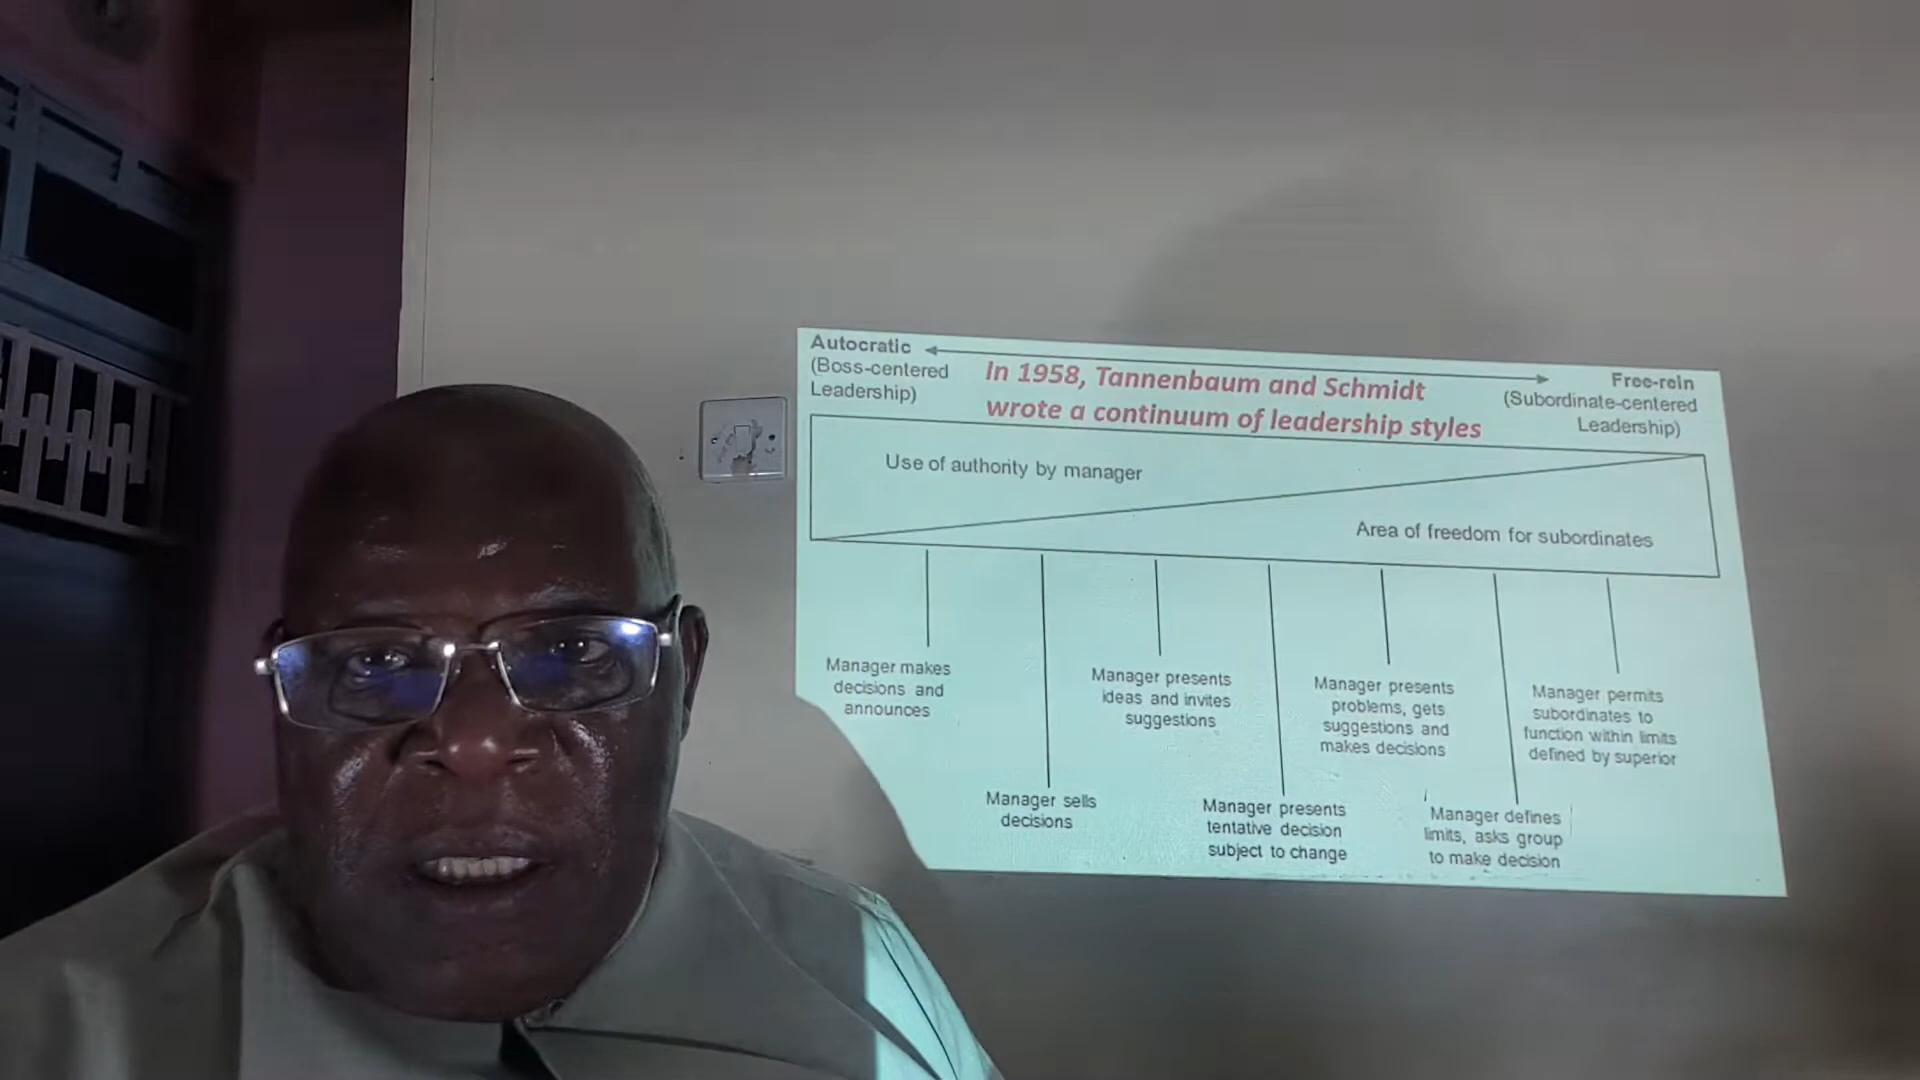 Autocratic
(Boss-centered
Leadership)
In 1958, Tannenbaum and Schmidt
wrote a continuum of leadership styles
Free-rein
(Subordinate-centered
Leadership)
Use of authority by manager
Area of freedom for subordinates
Manager makes
decisions and
announces
Manager sells
decisions
Manager presents
ideas and invites
suggestions
Manager presents
tentative decision
subject to change
Manager presents
problems, gets
suggestions and
makes decisions
Manager defines
limits, asks group
to make decision
Manager permits
subordinates to
function within limits
defined by superior